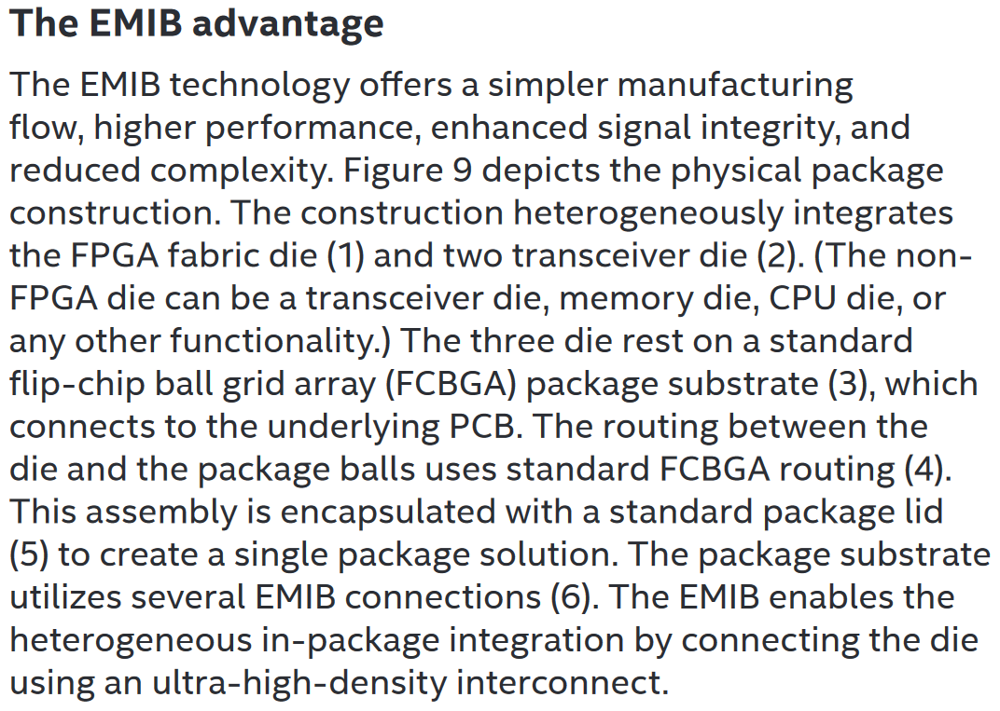 The EMIB advantage
The EMIB technology offers a simpler manufacturing
flow, higher performance, enhanced signal integrity, and
reduced complexity. Figure 9 depicts the physical package
construction. The construction heterogeneously integrates
the FPGA fabric die (1) and two transceiver die (2). (The non-
FPGA die can be a transceiver die, memory die, CPU die, or
any other functionality.) The three die rest on a standard
flip-chip ball grid array (FCBGA) package substrate (3), which
connects to the underlying PCB. The routing between the
die and the package balls uses standard FCBGA routing (4).
This assembly is encapsulated with a standard package lid
(5) to create a single package solution. The package substrate
utilizes several EMIB connections (6). The EMIB enables the
heterogeneous in-package integration by connecting the die
using an ultra-high-density interconnect.